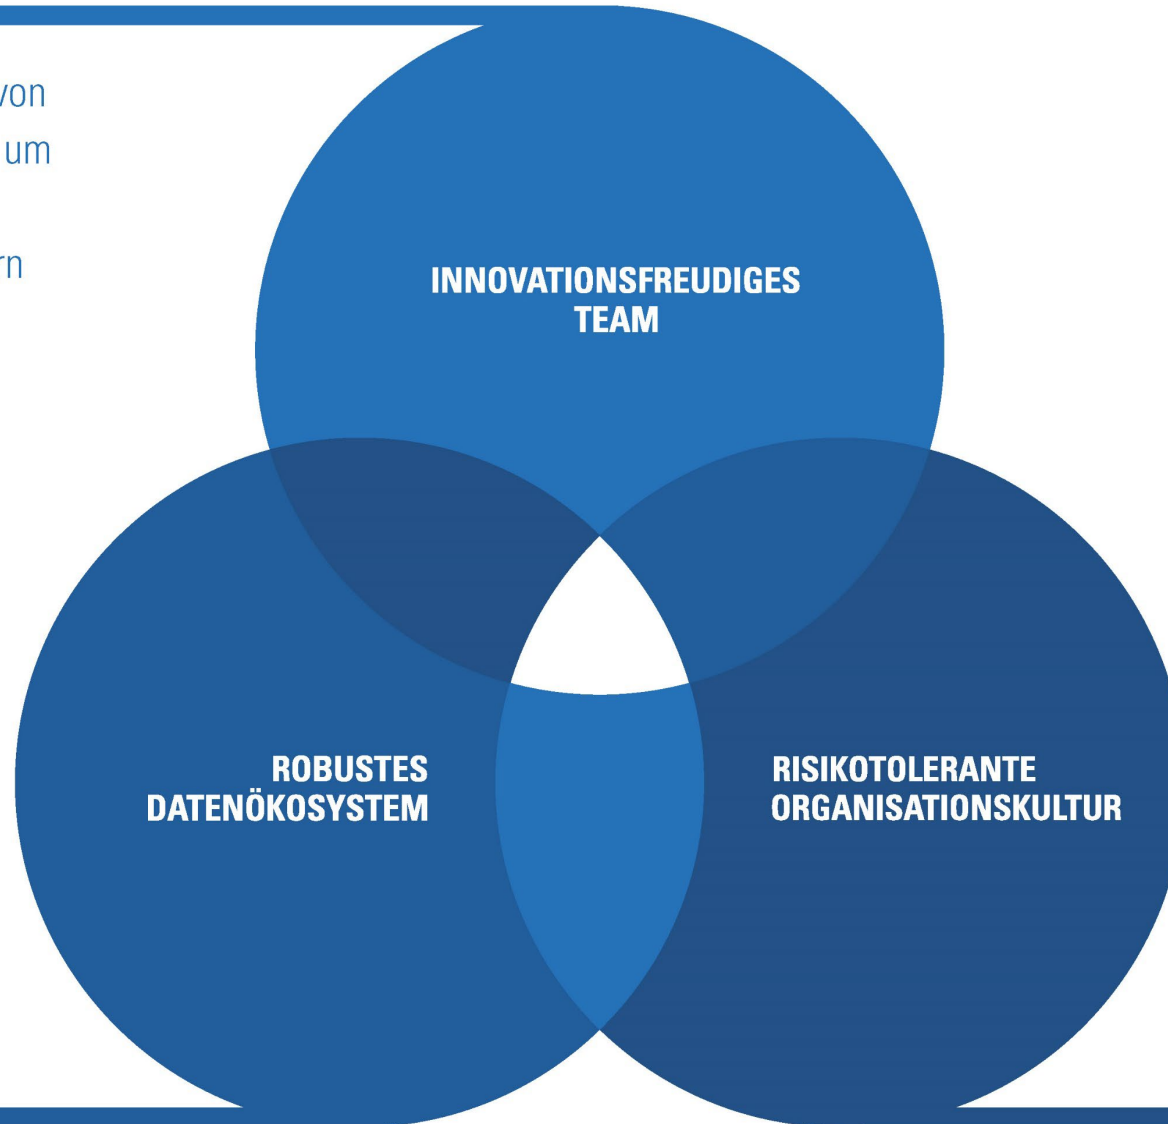 von
um
rn
INNOVATIONSFREUDIGES
TEAM
ROBUSTES
DATENÖKOSYSTEM
RISIKOTOLERANTE
ORGANISATIONSKULTUR